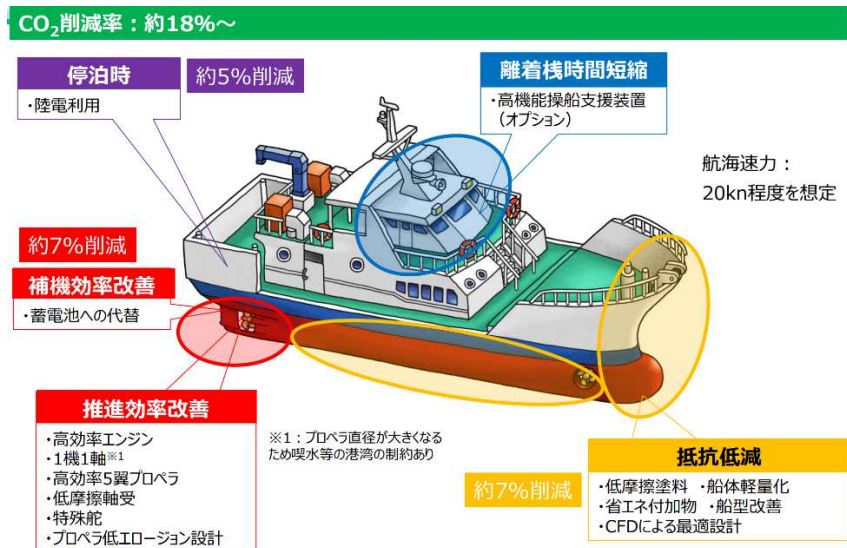 CO₂削減率：約18%～
停泊時
約5%削減
・陸電利用
離着桟時間短縮
・高機能操船支援装置
（オプション）
航海速力：
20kn程度を想定
約7%削減
補機効率改善
・蓄電池への代替
推進効率改善
・高効率エンジン
・1機1軸※1
・高効率5翼プロペラ
・低摩擦軸受
・特殊舵
・プロペラ低エロージョン設計
※1：プロペラ直径が大きくなる
ため喫水等の港湾の制約あり
約7%削減
抵抗低減
・低摩擦塗料 ・船体軽量化
・省エネ付加物 ・船型改善
・CFDによる最適設計